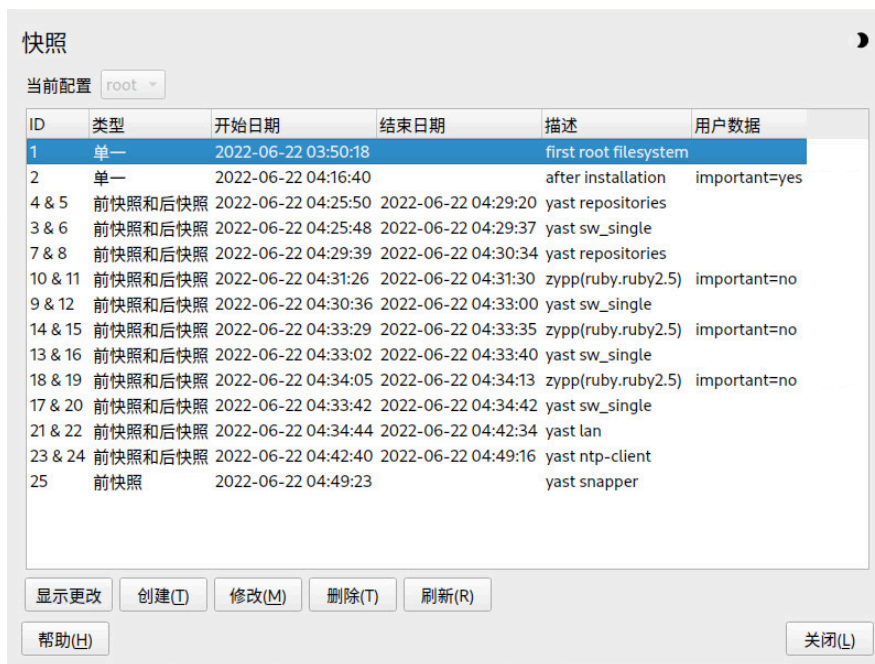 快照
当前配置 root
ID 类型 开始日期 结束日期 描述 用户数据
1 单一 2022-06-22 03:50:18 first root filesystem
2 单一 2022-06-22 04:16:40 after installation important=yes
4 & 5 前快照和后快照 2022-06-22 04:25:50 2022-06-22 04:29:20 yast repositories
3 & 6 前快照和后快照 2022-06-22 04:25:48 2022-06-22 04:29:37 yast sw_single
7 & 8 前快照和后快照 2022-06-22 04:29:39 2022-06-22 04:30:34 yast repositories
10 & 11 前快照和后快照 2022-06-22 04:31:26 2022-06-22 04:31:30 zypp(ruby.ruby2.5) important=no
9 & 12 前快照和后快照 2022-06-22 04:30:36 2022-06-22 04:33:00 yast sw_single
14 & 15 前快照和后快照 2022-06-22 04:33:29 2022-06-22 04:33:35 zypp(ruby.ruby2.5) important=no
13 & 16 前快照和后快照 2022-06-22 04:33:02 2022-06-22 04:33:40 yast sw_single
18 & 19 前快照和后快照 2022-06-22 04:34:05 2022-06-22 04:34:13 zypp(ruby.ruby2.5) important=no
17 & 20 前快照和后快照 2022-06-22 04:33:42 2022-06-22 04:34:42 yast sw_single
21 & 22 前快照和后快照 2022-06-22 04:34:44 2022-06-22 04:42:34 yast lan
23 & 24 前快照和后快照 2022-06-22 04:42:40 2022-06-22 04:49:16 yast ntp-client
25 前快照 2022-06-22 04:49:23 yast snapper
显示更改 创建(T) 修改(M) 删除(T) 刷新(R)
帮助(H) 关闭(L)